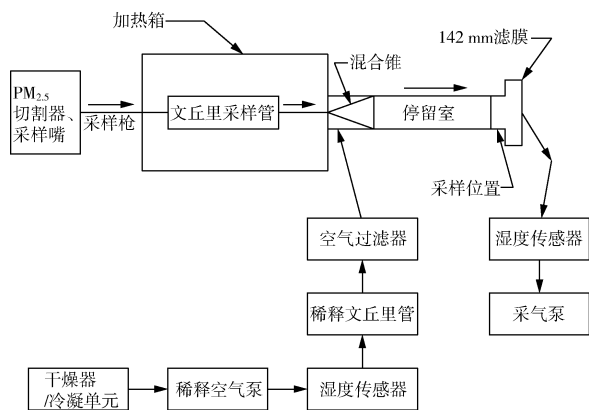 加热箱
142 mm滤膜
混合锥
PM2.5
切割器、
采样嘴
采样枪
文丘里采样管
停留室
采样位置
空气过滤器
湿度传感器
稀释文丘里管
采气泵
干燥器
/冷凝单元
稀释空气泵
湿度传感器